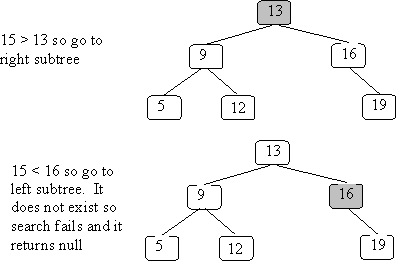 13
15 > 13 so go to
right subtree
9
16
5
12
19
13
15 < 16 so go to
left subtree.  It
does not exist so
search fails and it
returns null
9
16
5
12
19